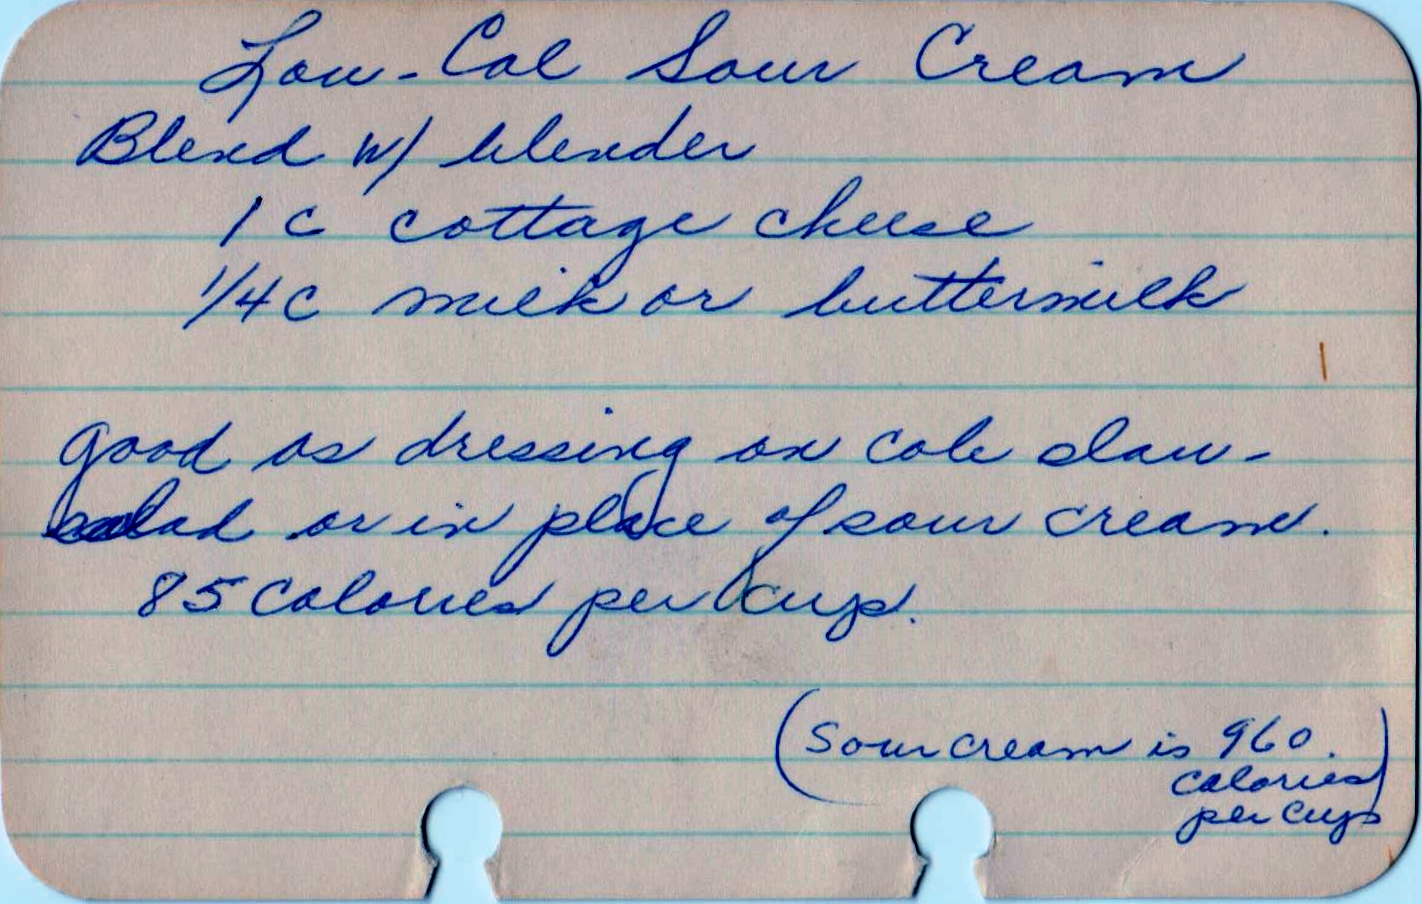 Low-Cal Sour Cream
Blend w/ blender
1 c cottage cheese
1/4 c milk or buttermilk
good as dressing on cole slaw-
salad or in place of sour cream.
85 Calories per cup.
(Sour cream is 960.
calories)
per cup